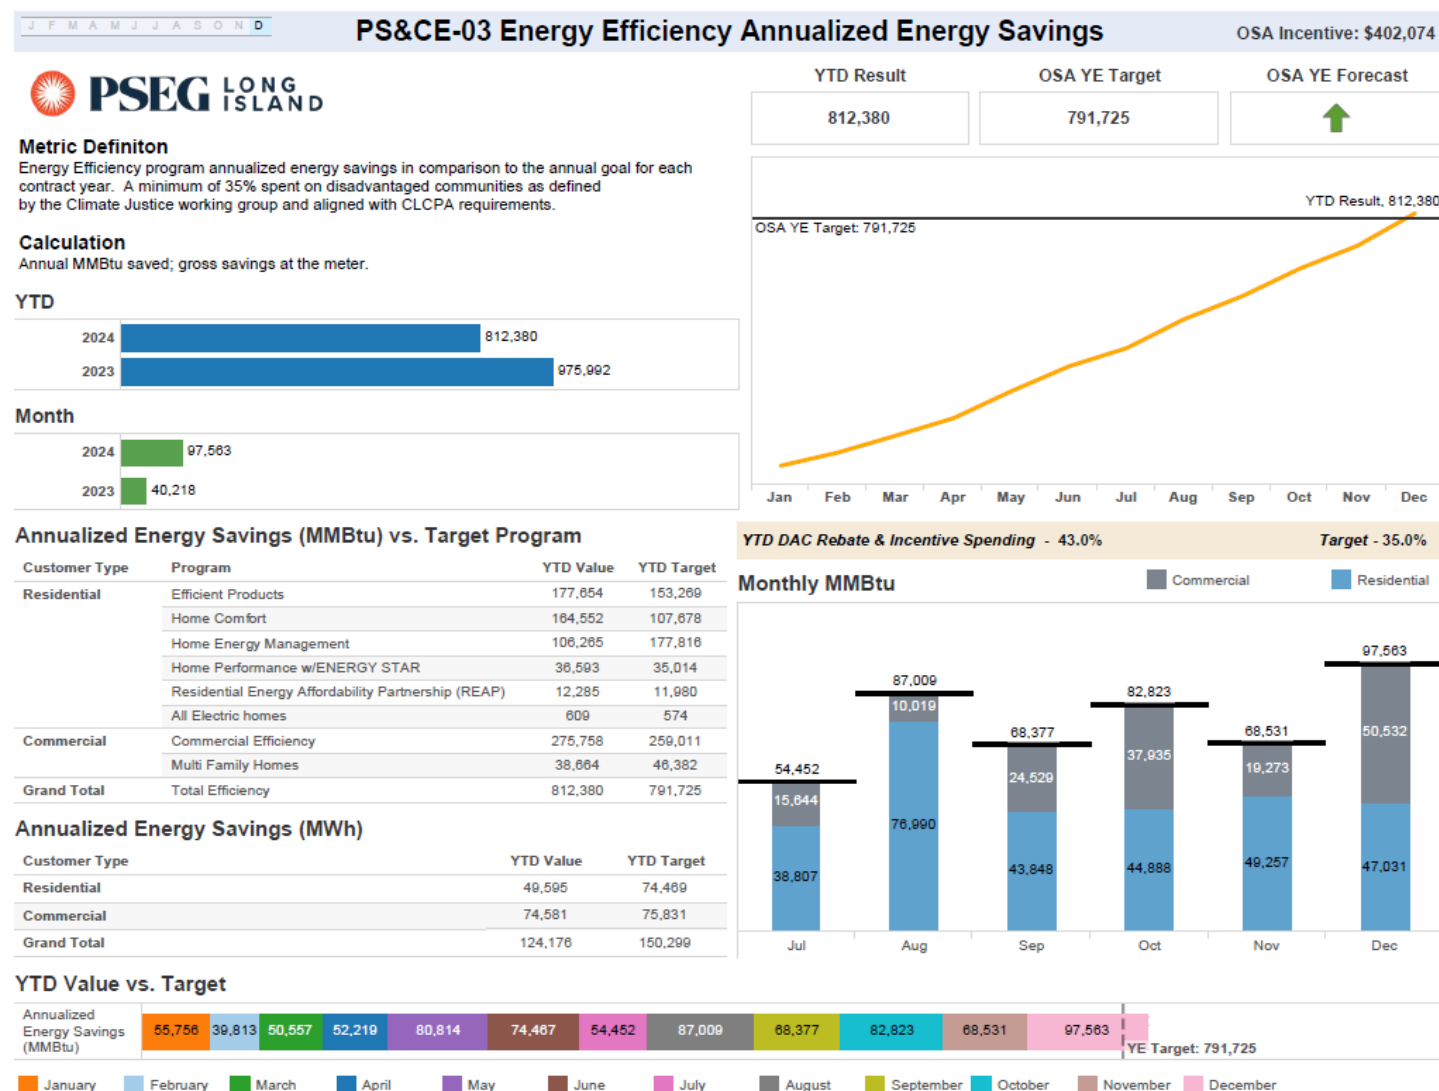 J F M A M J J A S O N D
PS&CE-03 Energy Efficiency Annualized Energy Savings
OSA Incentive: $402,074
PSEG LONG ISLAND
YTD Result OSA YE Target OSA YE Forecast
812,380 791,725
Metric Definiton
Energy Efficiency program annualized energy savings in comparison to the annual goal for each
contract year. A minimum of 35% spent on disadvantaged communities as defined
by the Climate Justice working group and aligned with CLCPA requirements.
Calculation
Annual MMBtu saved; gross savings at the meter.
YTD
2024 812,380
2023 975,992
Month
2024 97,563
2023 40,218
YTD Result, 812,380
OSA YE Target: 791,725
Jan Feb Mar Apr May Jun Jul Aug Sep Oct Nov Dec
Annualized Energy Savings (MMBtu) vs. Target Program
Customer Type Program YTD Value YTD Target
Residential Efficient Products 177,654 153,269
Home Comfort 164,552 107,678
Home Energy Management 106,265 177,816
Home Performance w/ENERGY STAR 36,593 35,014
Residential Energy Affordability Partnership (REAP) 12,285 11,980
All Electric homes 609 574
Commercial Commercial Efficiency 275,758 259,011
Multi Family Homes 38,664 46,382
Grand Total Total Efficiency 812,380 791,725
Annualized Energy Savings (MWh)
Customer Type YTD Value YTD Target
Residential 49,595 74,469
Commercial 74,581 75,831
Grand Total 124,176 150,299
YTD DAC Rebate & Incentive Spending - 43.0% Target - 35.0%
Monthly MMBtu
Commercial Residential
54,452 87,009 68,377 82,823 68,531 97,563
15,644 10,019 24,529 37,935 19,273 50,532
38,807 76,990 43,848 44,888 49,257 47,031
Jul Aug Sep Oct Nov Dec
YTD Value vs. Target
Annualized
Energy Savings
(MMBtu)
55,756 39,813 50,557 52,219 80,814 74,467 54,452 87,009 68,377 82,823 68,531 97,563
YE Target: 791,725
January February March April May June July August September October November December